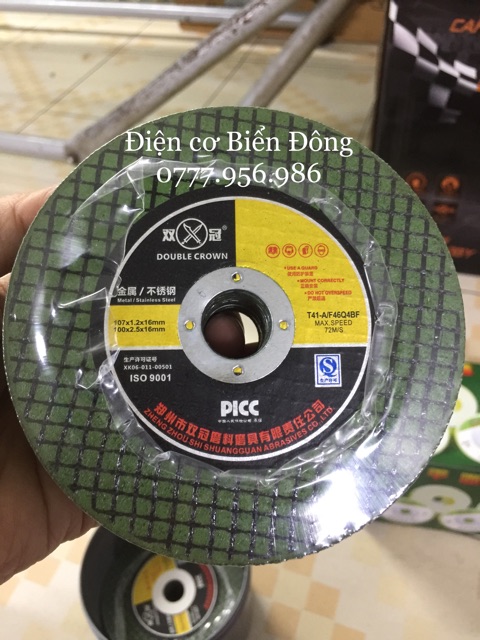 CA
Điện cơ Biển Đông
0777.956.986
双 冠 ®
DOUBLE CROWN
• USE A GUARD
• MOUNT CORRECTLY
• DO NOT OVERSPEED
金属/不锈钢
Metal/Stainless Steel
107x1.2x16mm
100x2.5x16mm
T41-A/F46Q4BF
MAX.SPEED
72M/S
生产许可证号
XK06-011-00501
ISO 9001
PICC
郑州市双冠磨料磨具有限责任公司
ZHENG ZHOU SHI SHUANGGUAN ABRASIVES CO.,LTD
PICC